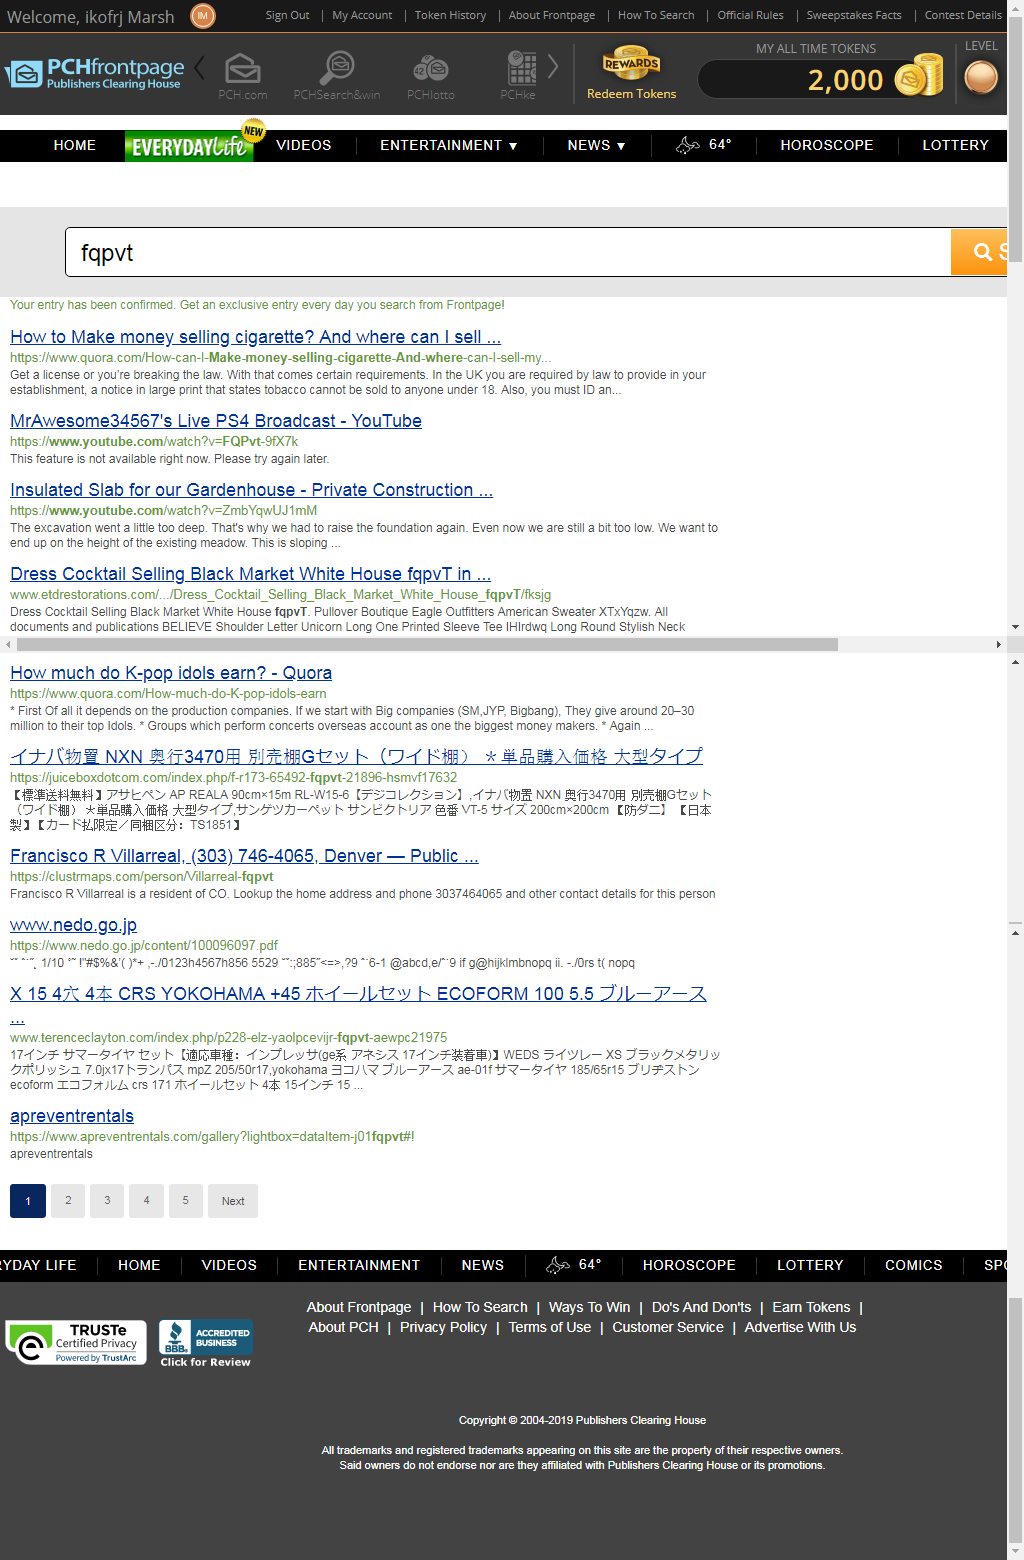 Welcome, ikofrj Marsh IM Sign Out | My Account | Token History | About Frontpage | How To Search | Official Rules | Sweepstakes Facts | Contest Details
PCHfrontpage
Publishers Clearing House
PCH.com PCHSearch&win PCHlotto PCHke
REWARDS
Redeem Tokens
MY ALL TIME TOKENS
2,000
LEVEL
HOME EVERYDAYLife NEW VIDEOS ENTERTAINMENT ▼ NEWS ▼ 64° HOROSCOPE LOTTERY
fqpvt S
Your entry has been confirmed. Get an exclusive entry every day you search from Frontpage!
How to Make money selling cigarette? And where can I sell ...
https://www.quora.com/How-can-I-Make-money-selling-cigarette-And-where-can-I-sell-my...
Get a license or you're breaking the law. With that comes certain requirements. In the UK you are required by law to provide in your
establishment, a notice in large print that states tobacco cannot be sold to anyone under 18. Also, you must ID an...
MrAwesome34567's Live PS4 Broadcast - YouTube
https://www.youtube.com/watch?v=FQPvt-9fX7k
This feature is not available right now. Please try again later.
Insulated Slab for our Gardenhouse - Private Construction ...
https://www.youtube.com/watch?v=ZmbYqwUJ1mM
The excavation went a little too deep. That's why we had to raise the foundation again. Even now we are still a bit too low. We want to
end up on the height of the existing meadow. This is sloping ...
Dress Cocktail Selling Black Market White House fqpvT in ...
www.etdrestorations.com/.../Dress_Cocktail_Selling_Black_Market_White_House_fqpvT/fksjg
Dress Cocktail Selling Black Market White House fqpvT. Pullover Boutique Eagle Outfitters American Sweater XTxYqzw. All
documents and publications BELIEVE Shoulder Letter Unicorn Long One Printed Sleeve Tee IHIrdwq Long Round Stylish Neck
How much do K-pop idols earn? - Quora
https://www.quora.com/How-much-do-K-pop-idols-earn
* First Of all it depends on the production companies. If we start with Big companies (SM,JYP, Bigbang), They give around 20–30
million to their top Idols. * Groups which perform concerts overseas account as one the biggest money makers. * Again ...
イナバ物置 NXN 奥行3470用 別売棚Gセット（ワイド棚） ＊単品購入価格 大型タイプ
https://juiceboxdotcom.com/index.php/f-r173-65492-fqpvt-21896-hsmvf17632
【標準送料無料】アサヒペン AP REALA 90cm×15m RL-W15-6【デジコレクション】,イナバ物置 NXN 奥行3470用 別売棚Gセット
（ワイド棚） ＊単品購入価格 大型タイプ,サンゲツカーペット サンビクトリア 色番 VT-5 サイズ 200cm×200cm 【防ダニ】 【日本
製】【カード払限定／同梱区分：TS1851】
Francisco R Villarreal, (303) 746-4065, Denver — Public ...
https://clustrmaps.com/person/Villarreal-fqpvt
Francisco R Villarreal is a resident of CO. Lookup the home address and phone 3037464065 and other contact details for this person
www.nedo.go.jp
https://www.nedo.go.jp/content/100096097.pdf
1/10 !"#$%&'( )*+ ,-./0123h4567h856 5529 @abcd,e/ if g@hijklmbnopq ii. -./0rs t( nopq
X 15 4穴 4本 CRS YOKOHAMA +45 ホイールセット ECOFORM 100 5.5 ブルーアース
...
www.terenceclayton.com/index.php/p228-elz-yaolpcevijr-fqpvt-aewpc21975
17インチ サマータイヤ セット【適応車種：インプレッサ(ge系 アネシス 17インチ装着車)】WEDS ライツレー XS ブラックメタリッ
クポリッシュ 7.0jx17トランパス mpZ 205/50r17,yokohama ヨコハマ ブルーアース ae-01f サマータイヤ 185/65r15 ブリヂストン
ecoform エコフォルム crs 171 ホイールセット 4本 15インチ 15 ...
apreventrentals
https://www.apreventrentals.com/gallery?lightbox=dataItem-j01fqpvt#!
apreventrentals
1 2 3 4 5 Next
RYDAY LIFE HOME VIDEOS ENTERTAINMENT NEWS 64° HOROSCOPE LOTTERY COMICS SPO
About Frontpage | How To Search | Ways To Win | Do's And Don'ts | Earn Tokens |
About PCH | Privacy Policy | Terms of Use | Customer Service | Advertise With Us
TRUSTe
Certified Privacy
Powered by TrustArc
BBB.
ACCREDITED
BUSINESS
Click for Review
Copyright © 2004-2019 Publishers Clearing House
All trademarks and registered trademarks appearing on this site are the property of their respective owners.
Said owners do not endorse nor are they affiliated with Publishers Clearing House or its promotions.